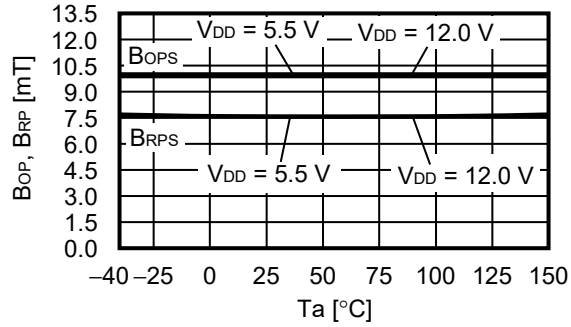 13.5
12.0
10.5
9.0
7.5
6.0
4.5
3.0
1.5
0.0
BOP, BRP [mT]
VDD = 5.5 V
VDD = 12.0 V
BOPS
BRPS
VDD = 5.5 V
VDD = 12.0 V
−40 −25 0 25 50 75 100 125 150
Ta [°C]